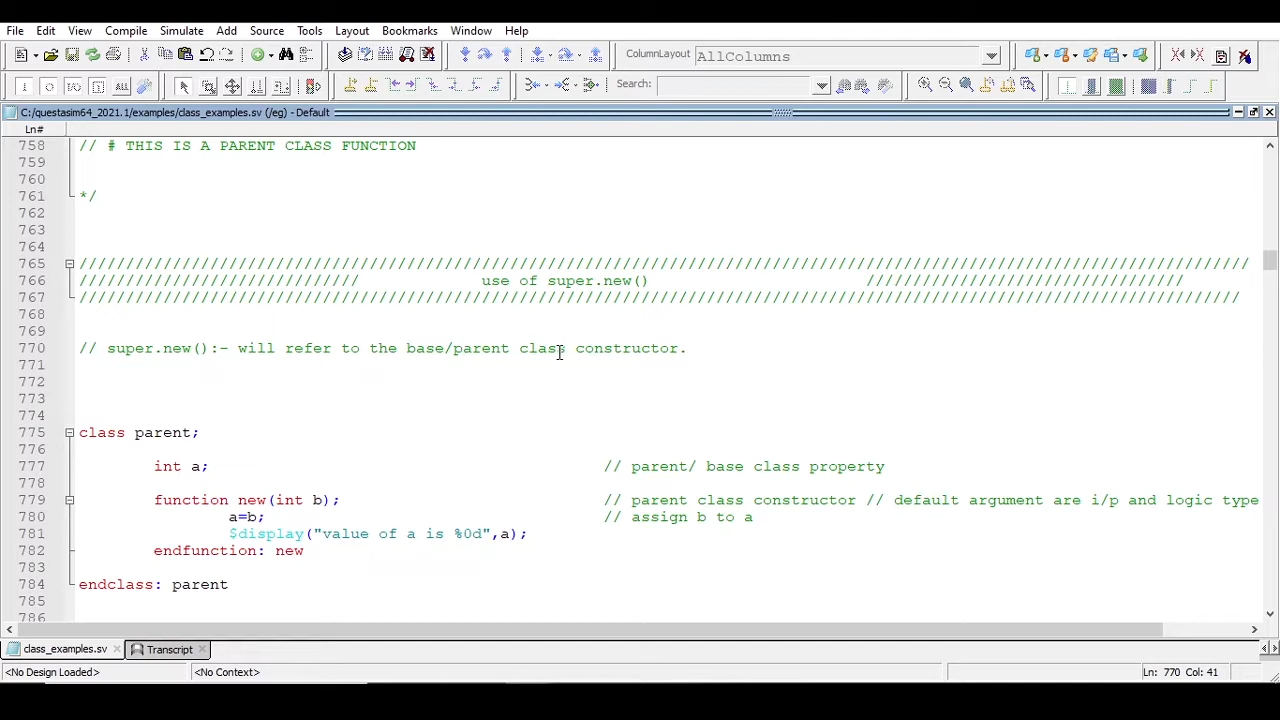 File Edit View Compile Simulate Add Source Tools Layout Bookmarks Window Help
ColumnLayout AllColumns
Search:
C:/questasim64_2021.1/examples/class_examples.sv (/eg) - Default
Ln#
758 // # THIS IS A PARENT CLASS FUNCTION
759
760
761 */
762
763
764
765 /////////////////////////////////////////////////////////////////////////////////////////////////////////////////////////////
766 ////////////////////////////// use of super.new() //////////////////////////////////
767 ////////////////////////////////////////////////////////////////////////////////////////////////////////////////////////////
768
769
770 // super.new():- will refer to the base/parent class constructor.
771
772
773
774
775 class parent;
776
777 int a; // parent/ base class property
778
779 function new(int b); // parent class constructor // default argument are i/p and logic type
780 a=b; // assign b to a
781 $display("value of a is %0d",a);
782 endfunction: new
783
784 endclass: parent
785
786
class_examples.sv Transcript
<No Design Loaded> <No Context> Ln: 770 Col: 41